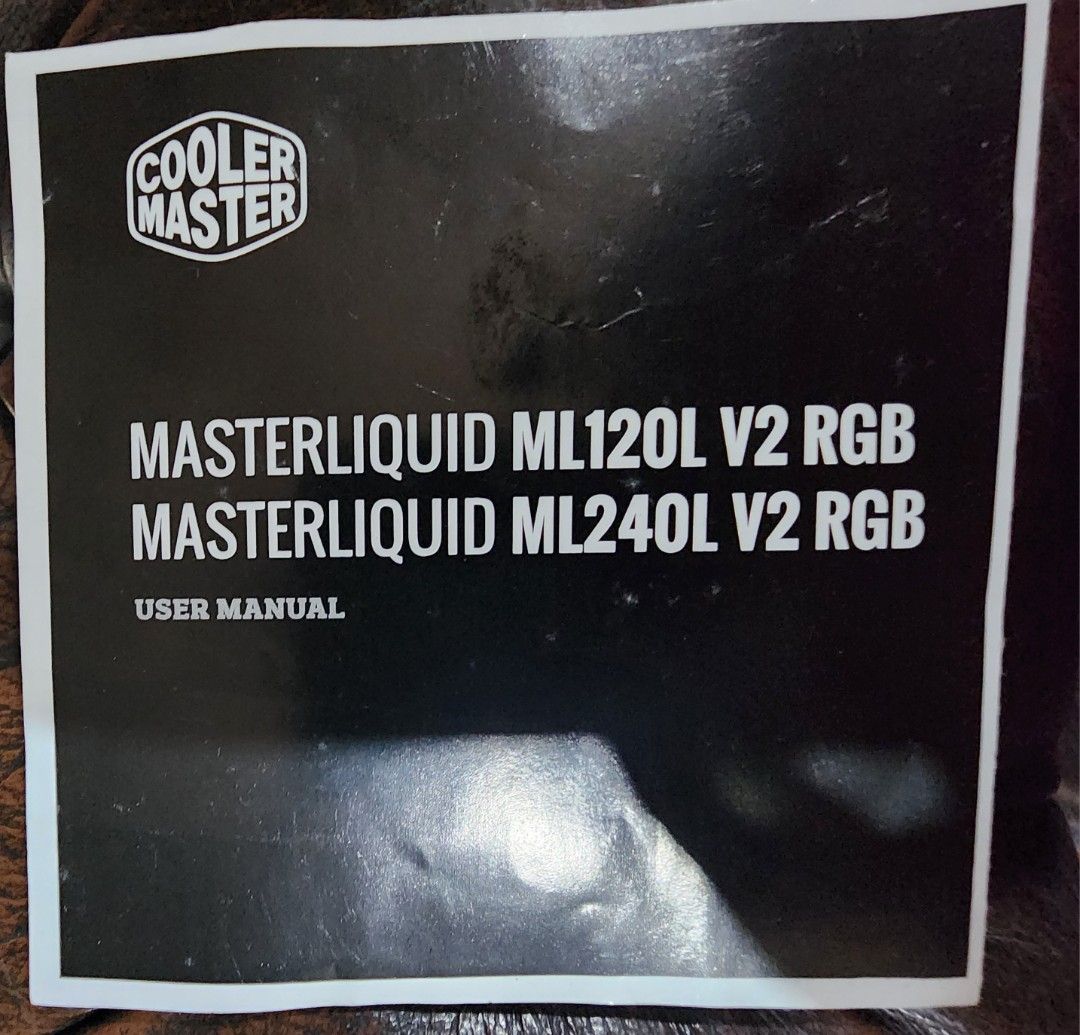 COOLER
MASTER
MASTERLIQUID ML120L V2 RGB
MASTERLIQUID ML240L V2 RGB
USER MANUAL